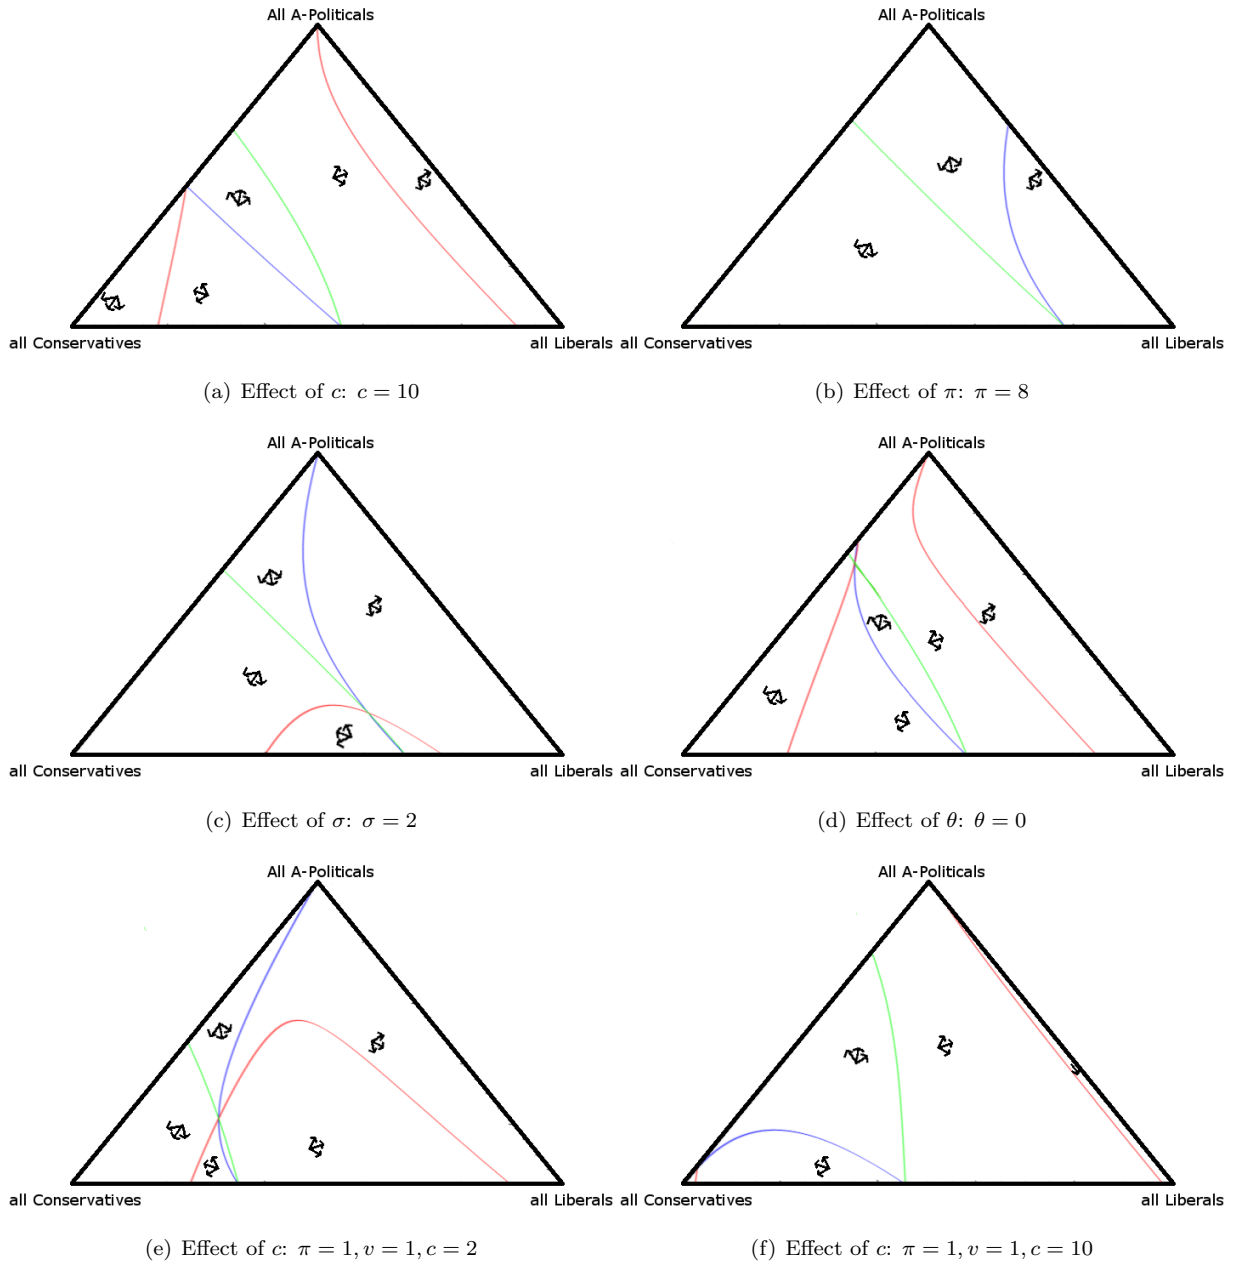 All A-Politicals All A-Politicals
all Conservatives all Liberals all Conservatives all Liberals
(a) Effect of c: c = 10 (b) Effect of π: π = 8
All A-Politicals All A-Politicals
all Conservatives all Liberals all Conservatives all Liberals
(c) Effect of σ: σ = 2 (d) Effect of θ: θ = 0
All A-Politicals All A-Politicals
all Conservatives all Liberals all Conservatives all Liberals
(e) Effect of c: π = 1, v = 1, c = 2 (f) Effect of c: π = 1, v = 1, c = 10